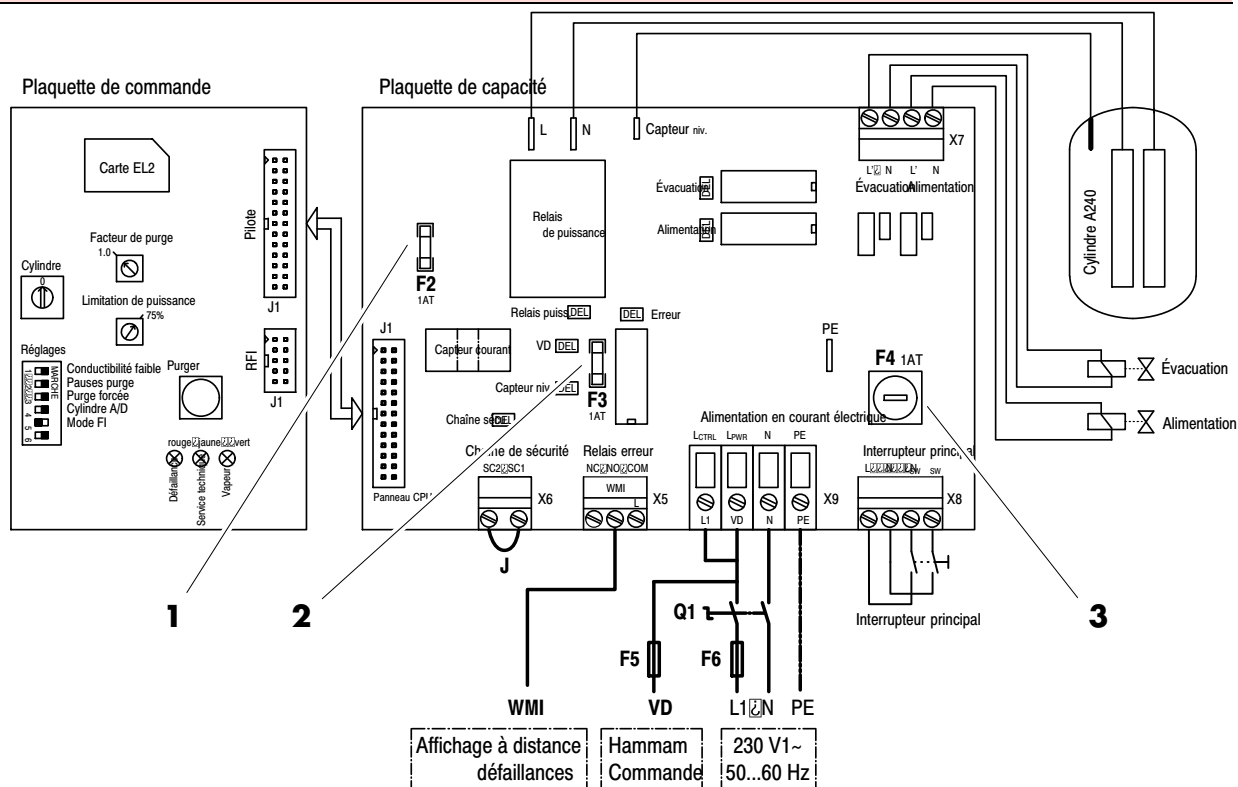 Plaquette de commande
Plaquette de capacité
Carte EL2
Pilote
J1
Facteur de purge
1.0
Cylindre
0
Limitation de puissance
75%
RFI
J1
Réglages
MARCHE
Conductibilité faible
Pauses purge
Purge forcée
Cylindre A/D
Mode FI
Purger
rouge
jaune
vert
Défaillance
Service technique
Vapeur
L
N
Capteur niv.
X7
L' N L' N
Évacuation
Alimentation
Relais
de puissance
Évacuation
DEL
Alimentation
DEL
F2
1AT
Relais puiss
DEL
DEL
Erreur
J1
Capteur courant
VD
DEL
F3
1AT
Capteur niv.
DEL
DEL
PE
F4 1AT
Panneau CPU
Chaîne de sécurité
SC2 SC1
X6
J
Relais erreur
NC NO COM
WMI
L
X5
Alimentation en courant électrique
LCTRL LPWR N PE
L1 VD N PE
X9
Interrupteur principal
SW SW
X8
Interrupteur principal
Cylindre A240
Évacuation
Alimentation
1
2
3
Q1
F5
F6
WMI
VD
L1 N PE
Affichage à distance
défaillances
Hammam
Commande
230 V1~
50...60 Hz